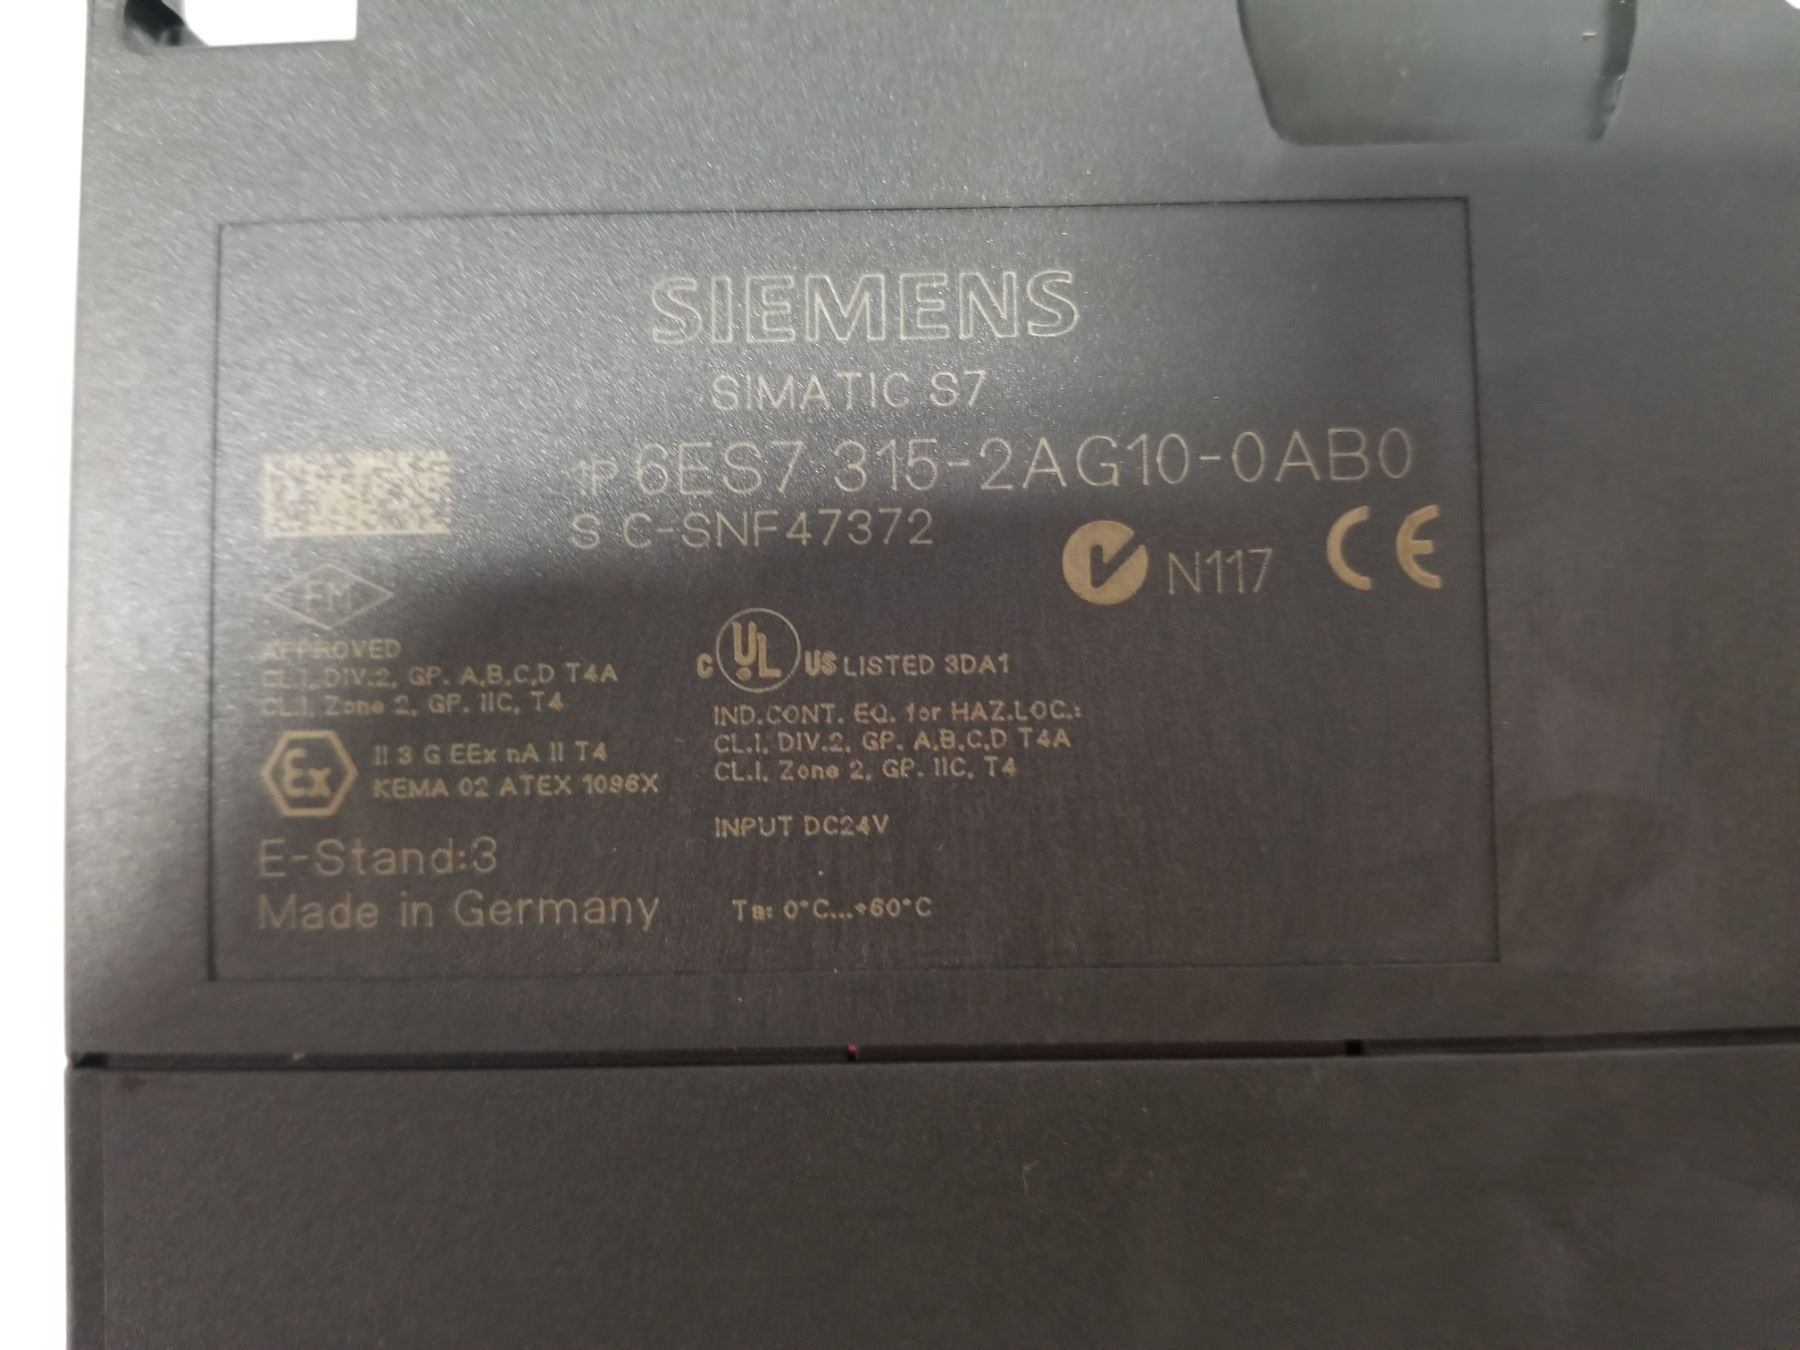 SIEMENS
SIMATIC S7
1P 6ES7 315-2AG10-0AB0
S C-SNF47372
N117 CE
FM
APPROVED
CL.I, DIV.2, GP. A,B,C,D T4A
CL.I, Zone 2, GP. IIC, T4
Ex II 3 G EEx nA II T4
KEMA 02 ATEX 1096X
E-Stand:3
Made in Germany
C UL US LISTED 3DA1
IND.CONT. EQ. for HAZ.LOC.:
CL.I, DIV.2, GP. A,B,C,D T4A
CL.I, Zone 2, GP. IIC, T4
INPUT DC24V
Ta: 0°C...+60°C